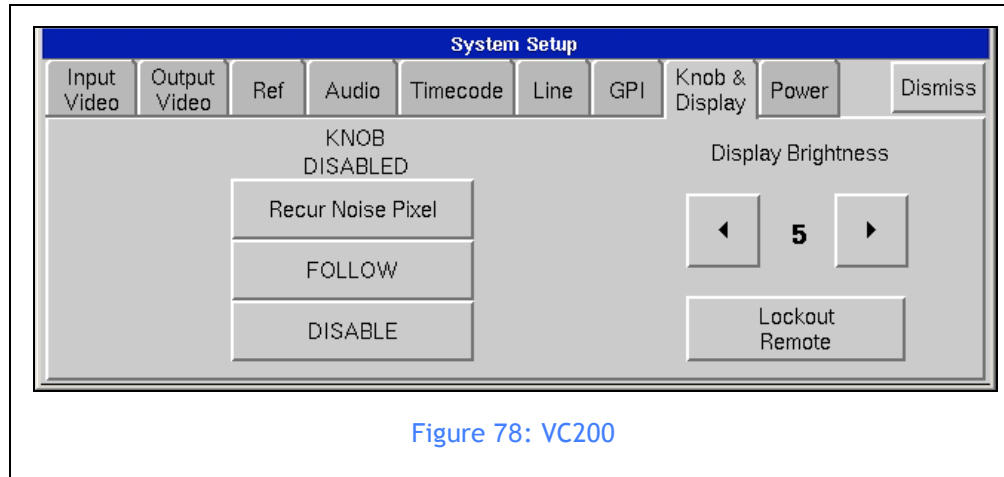 System Setup
Input
Video
Output
Video
Ref
Audio
Timecode
Line
GPI
Knob &
Display
Power
Dismiss
KNOB
DISABLED
Recur Noise Pixel
FOLLOW
DISABLE
Display Brightness
5
Lockout
Remote
Figure 78: VC200